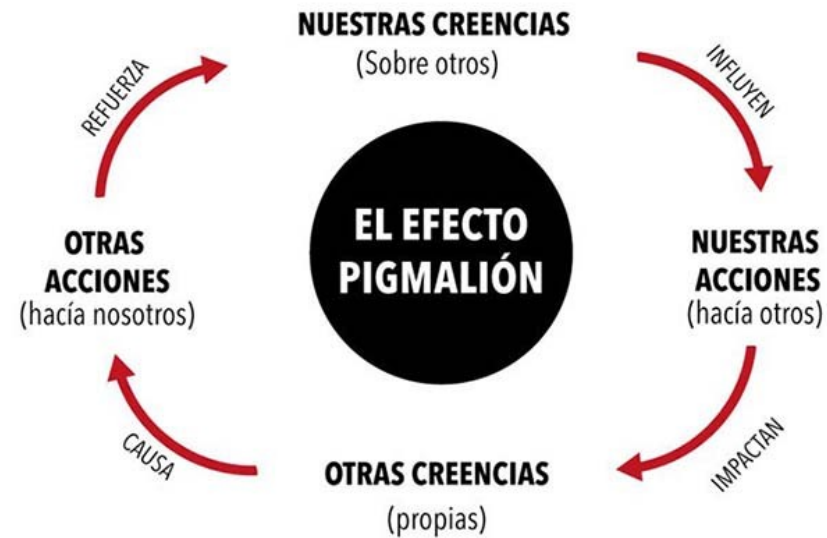 NUESTRAS CREENCIAS
(Sobre otros)
INFLUYEN
NUESTRAS
ACCIONES
(hacía otros)
IMPACTAN
OTRAS CREENCIAS
(propias)
CAUSA
OTRAS
ACCIONES
(hacía nosotros)
REFUERZA
EL EFECTO
PIGMALIÓN